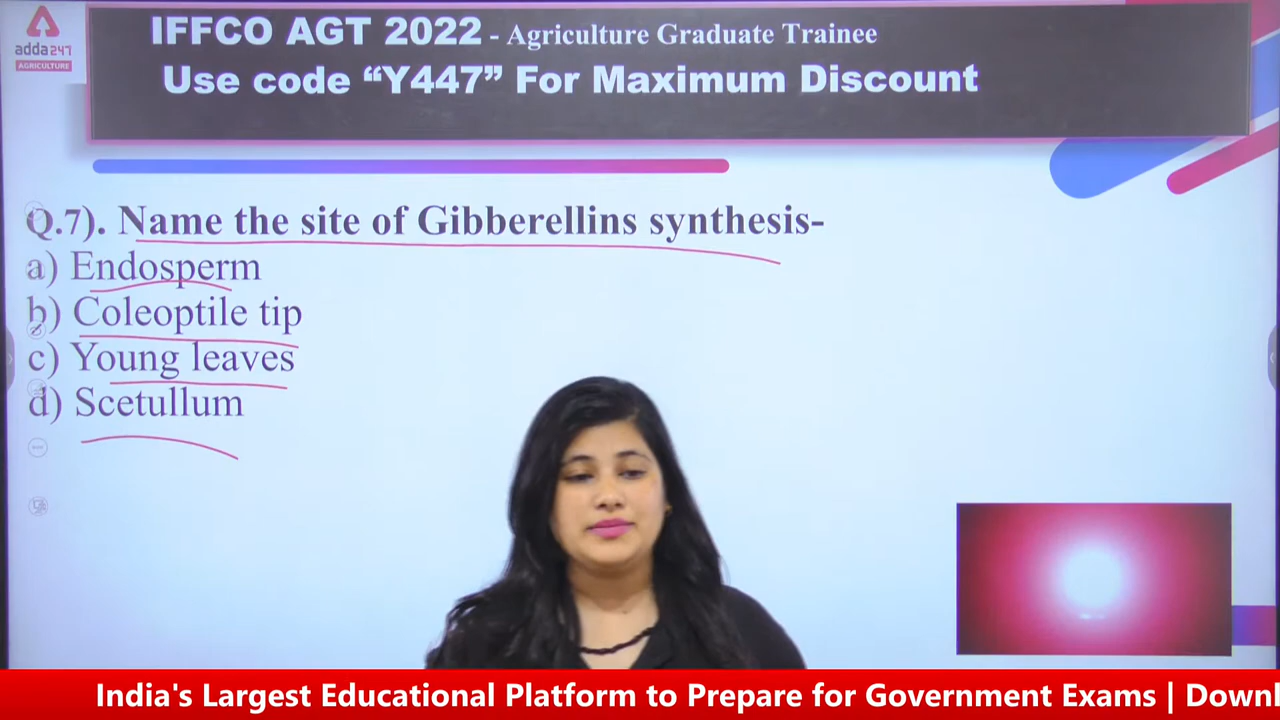 adda247
AGRICULTURE
IFFCO AGT 2022 - Agriculture Graduate Trainee
Use code “Y447” For Maximum Discount
Q.7). Name the site of Gibberellins synthesis-
a) Endosperm
b) Coleoptile tip
c) Young leaves
d) Scetullum
India's Largest Educational Platform to Prepare for Government Exams | Downl